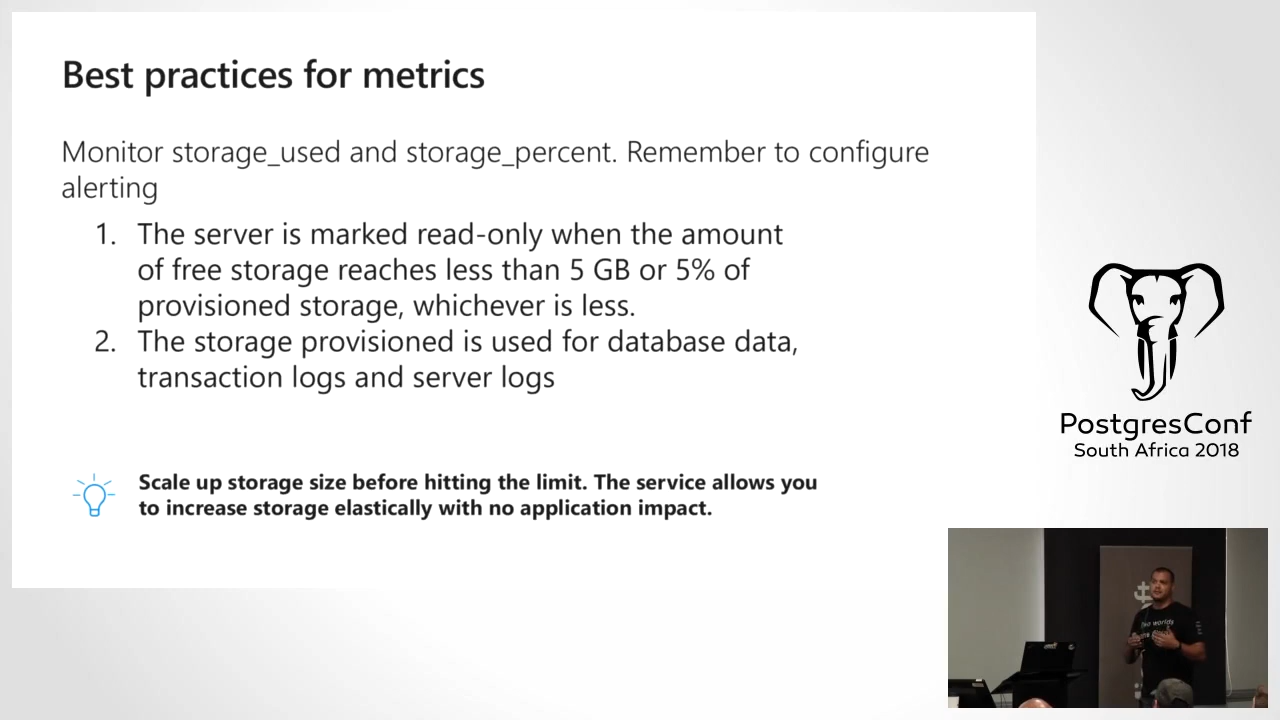 Best practices for metrics
Monitor storage_used and storage_percent. Remember to configure
alerting
1. The server is marked read-only when the amount
of free storage reaches less than 5 GB or 5% of
provisioned storage, whichever is less.
2. The storage provisioned is used for database data,
transaction logs and server logs
Scale up storage size before hitting the limit. The service allows you
to increase storage elastically with no application impact.
PostgresConf
South Africa 2018